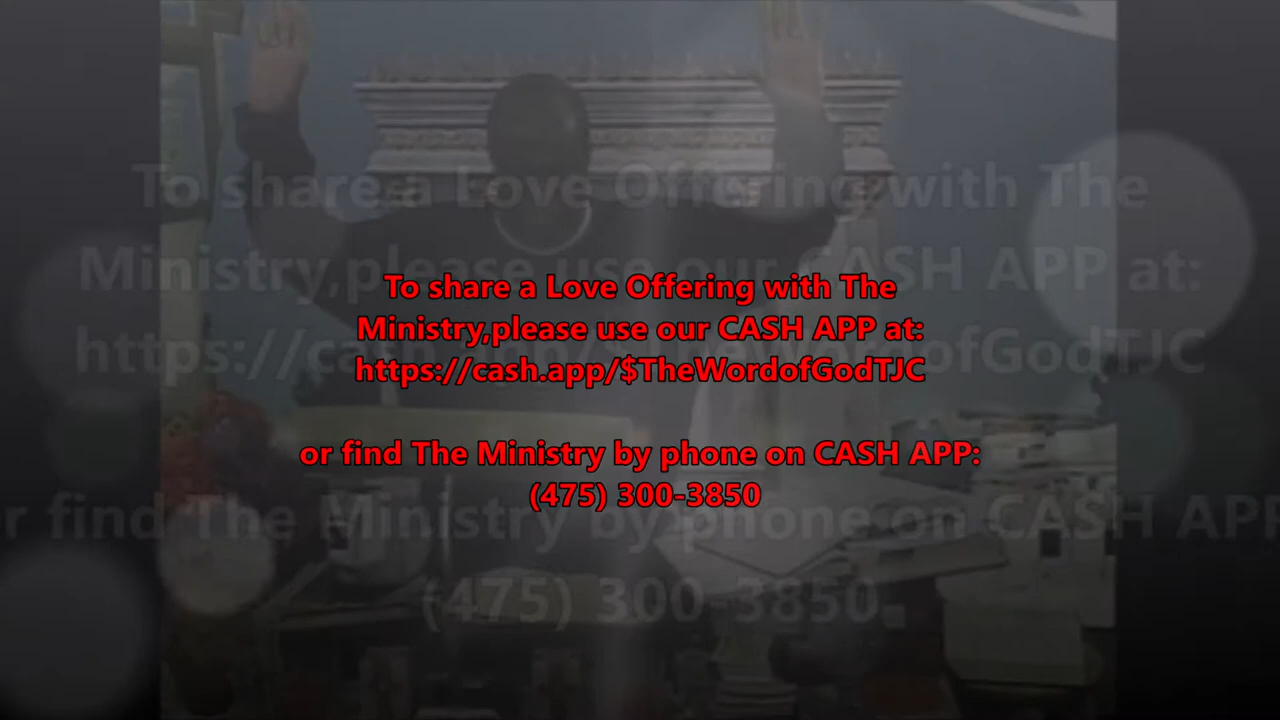 To share a Love Offering with The
Ministry,please use our CASH APP at:
https://cash.app/$TheWordofGodTJC
or find The Ministry by phone on CASH APP:
(475) 300-3850